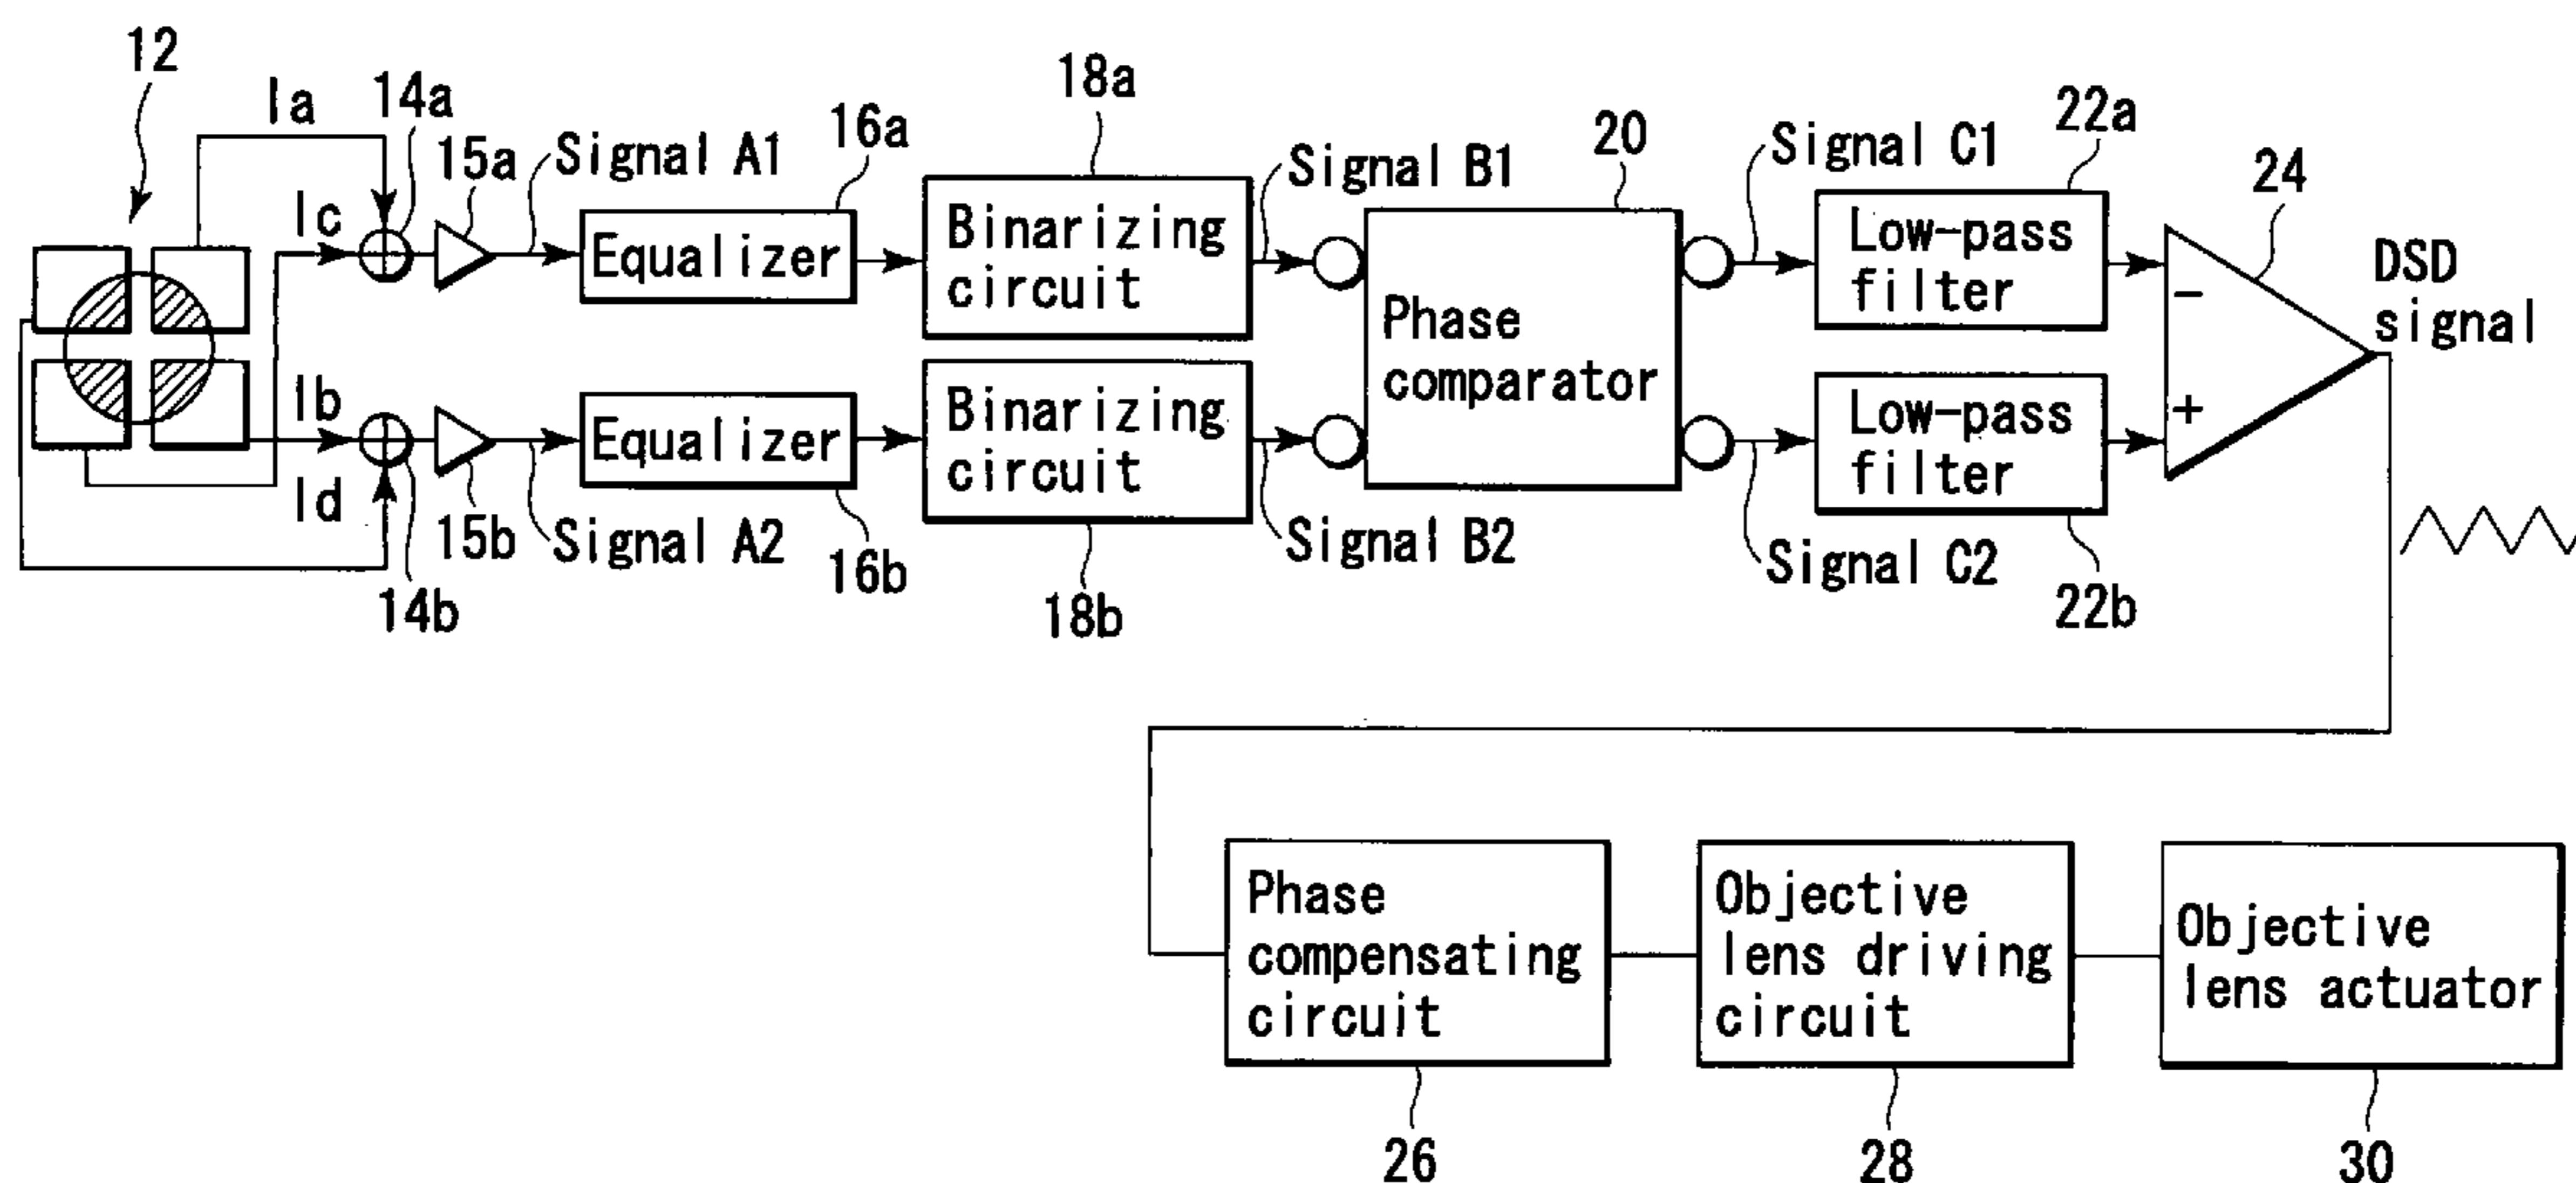 12
Ia
14a
15a
Signal A1
16a
18a
Signal B1
20
Signal C1
22a
24
Ic
Equalizer
Binarizing
circuit
Phase
comparator
Low-pass
filter
−
DSD
signal
Ib
Id
Equalizer
Binarizing
circuit
Low-pass
filter
+
14b
15b
Signal A2
16b
18b
Signal B2
Signal C2
22b
Phase
compensating
circuit
Objective
lens driving
circuit
Objective
lens actuator
26
28
30